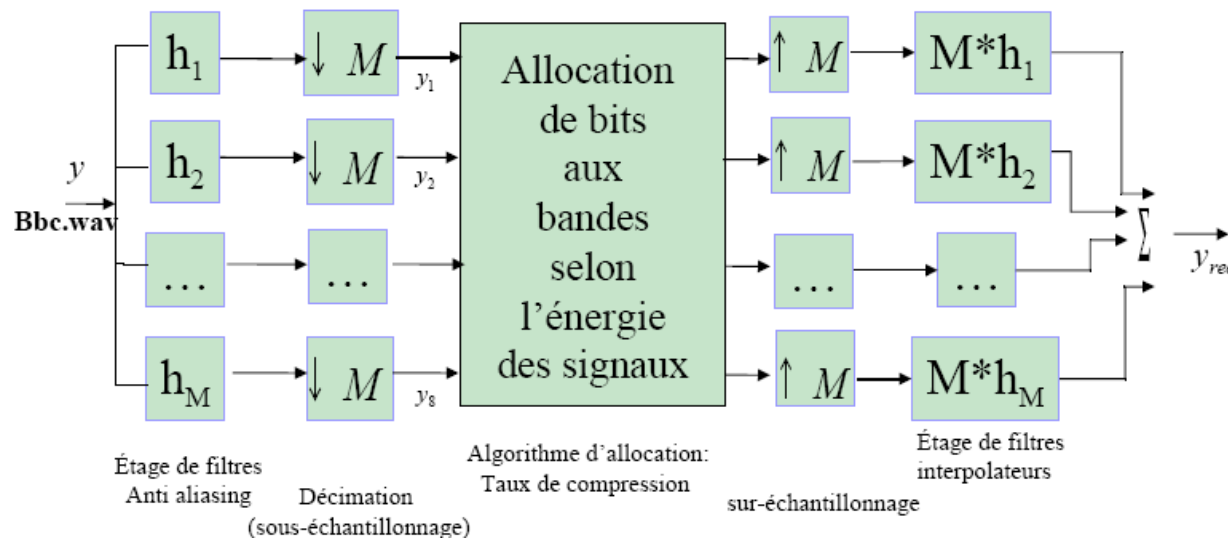 h1 ↓ M y1 ↑ M M*h1
h2 ↓ M y2 ↑ M M*h2
y
Bbc.wav
... ... ... ...
hM ↓ M y8 ↑ M M*hM
Allocation
de bits
aux
bandes
selon
l’énergie
des signaux
Σ
yrec
Étage de filtres
Anti aliasing
Décimation
(sous-échantillonnage)
Algorithme d’allocation:
Taux de compression
sur-échantillonnage
Étage de filtres
interpolateurs